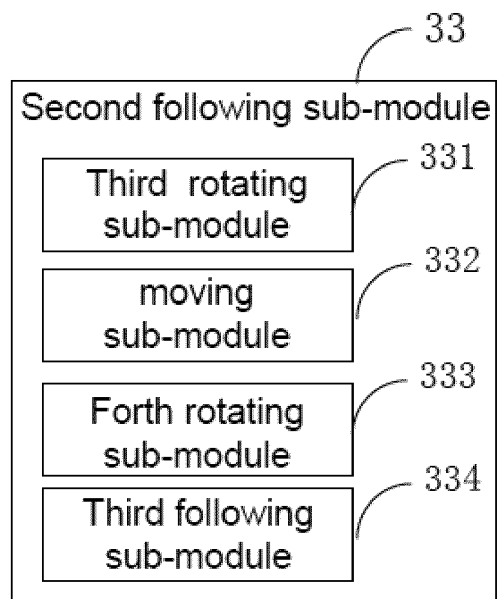 33
Second following sub-module
Third rotating
sub-module
331
moving
sub-module
332
Forth rotating
sub-module
333
Third following
sub-module
334